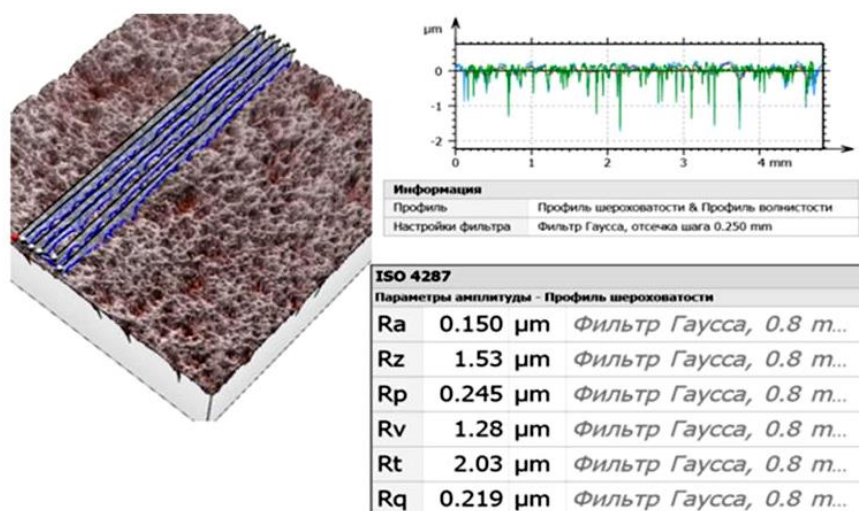 µm
0
-1
-2
0 1 2 3 4 mm
Информация
Профиль Профиль шероховатости & Профиль волнистости
Настройки фильтра Фильтр Гаусса, отсечка шага 0.250 mm
ISO 4287
Параметры амплитуды - Профиль шероховатости
Ra 0.150 µm Фильтр Гаусса, 0.8 m...
Rz 1.53 µm Фильтр Гаусса, 0.8 m...
Rp 0.245 µm Фильтр Гаусса, 0.8 m...
Rv 1.28 µm Фильтр Гаусса, 0.8 m...
Rt 2.03 µm Фильтр Гаусса, 0.8 m...
Rq 0.219 µm Фильтр Гаусса, 0.8 m...